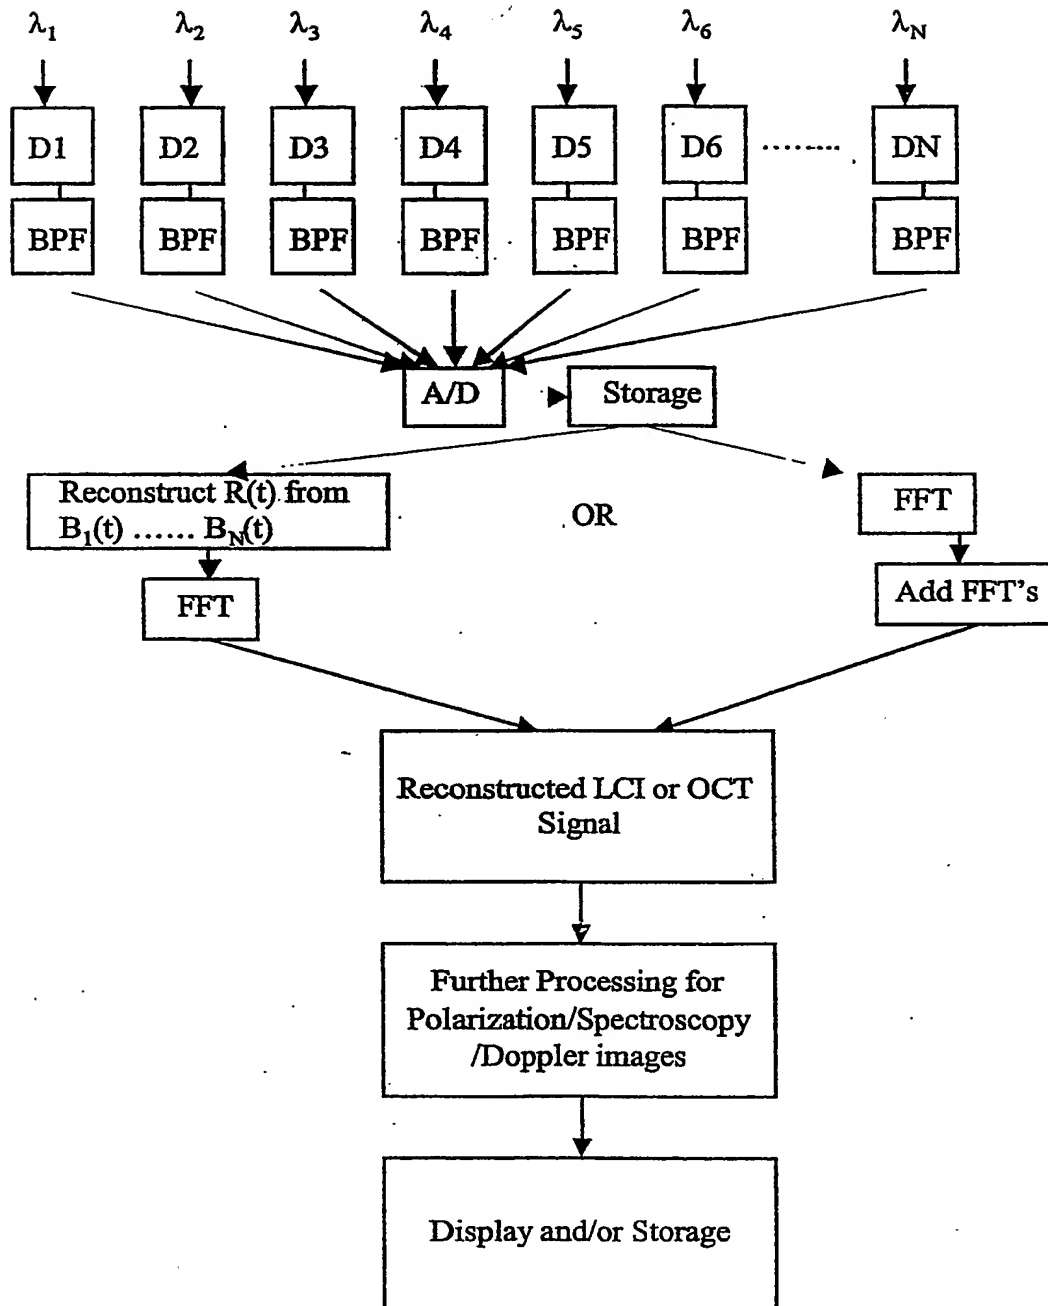 λ1 λ2 λ3 λ4 λ5 λ6 λN
D1 D2 D3 D4 D5 D6 ........ DN
BPF BPF BPF BPF BPF BPF BPF
A/D Storage
Reconstruct R(t) from
B1(t) ...... BN(t)
OR
FFT
Add FFT's
FFT
Reconstructed LCI or OCT
Signal
Further Processing for
Polarization/Spectroscopy
/Doppler images
Display and/or Storage